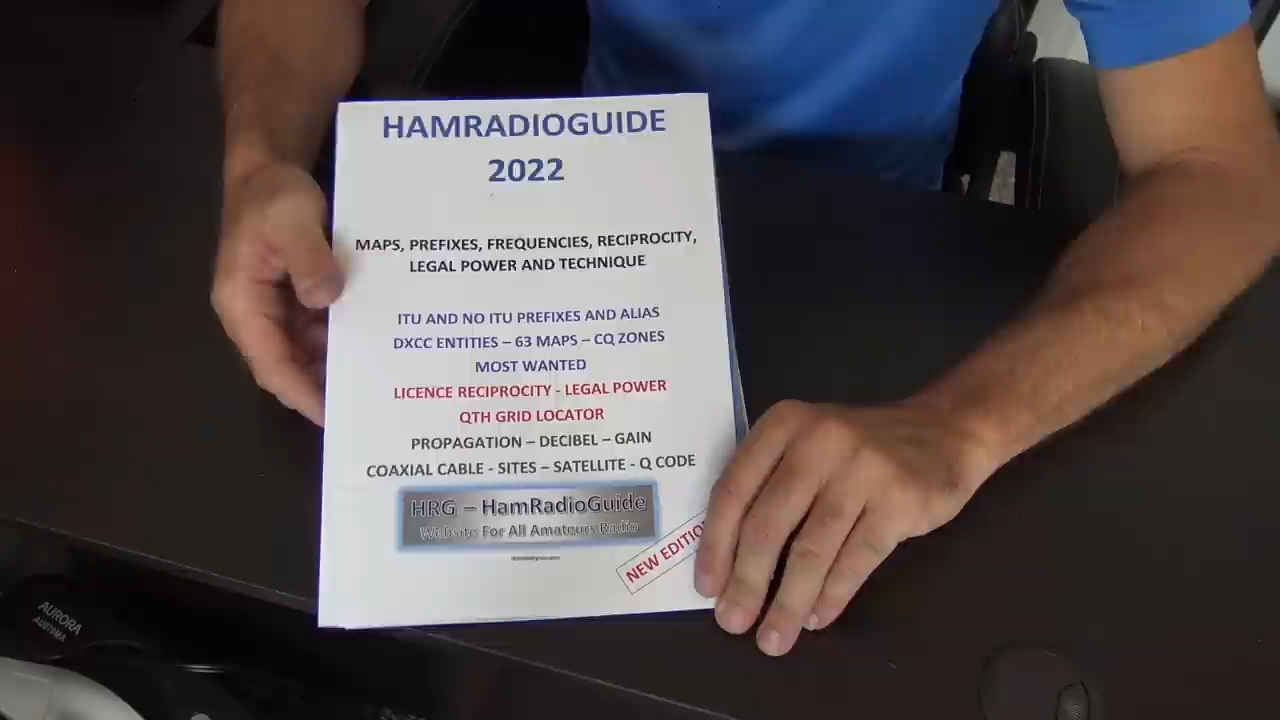 HAMRADIOGUIDE
2022
MAPS, PREFIXES, FREQUENCIES, RECIPROCITY,
LEGAL POWER AND TECHNIQUE
ITU AND NO ITU PREFIXES AND ALIAS
DXCC ENTITIES – 63 MAPS – CQ ZONES
MOST WANTED
LICENCE RECIPROCITY - LEGAL POWER
QTH GRID LOCATOR
PROPAGATION – DECIBEL – GAIN
COAXIAL CABLE - SITES – SATELLITE - Q CODE
HRG – HamRadioGuide
Website For All Amateurs Radio
NEW EDITIO
AURORA